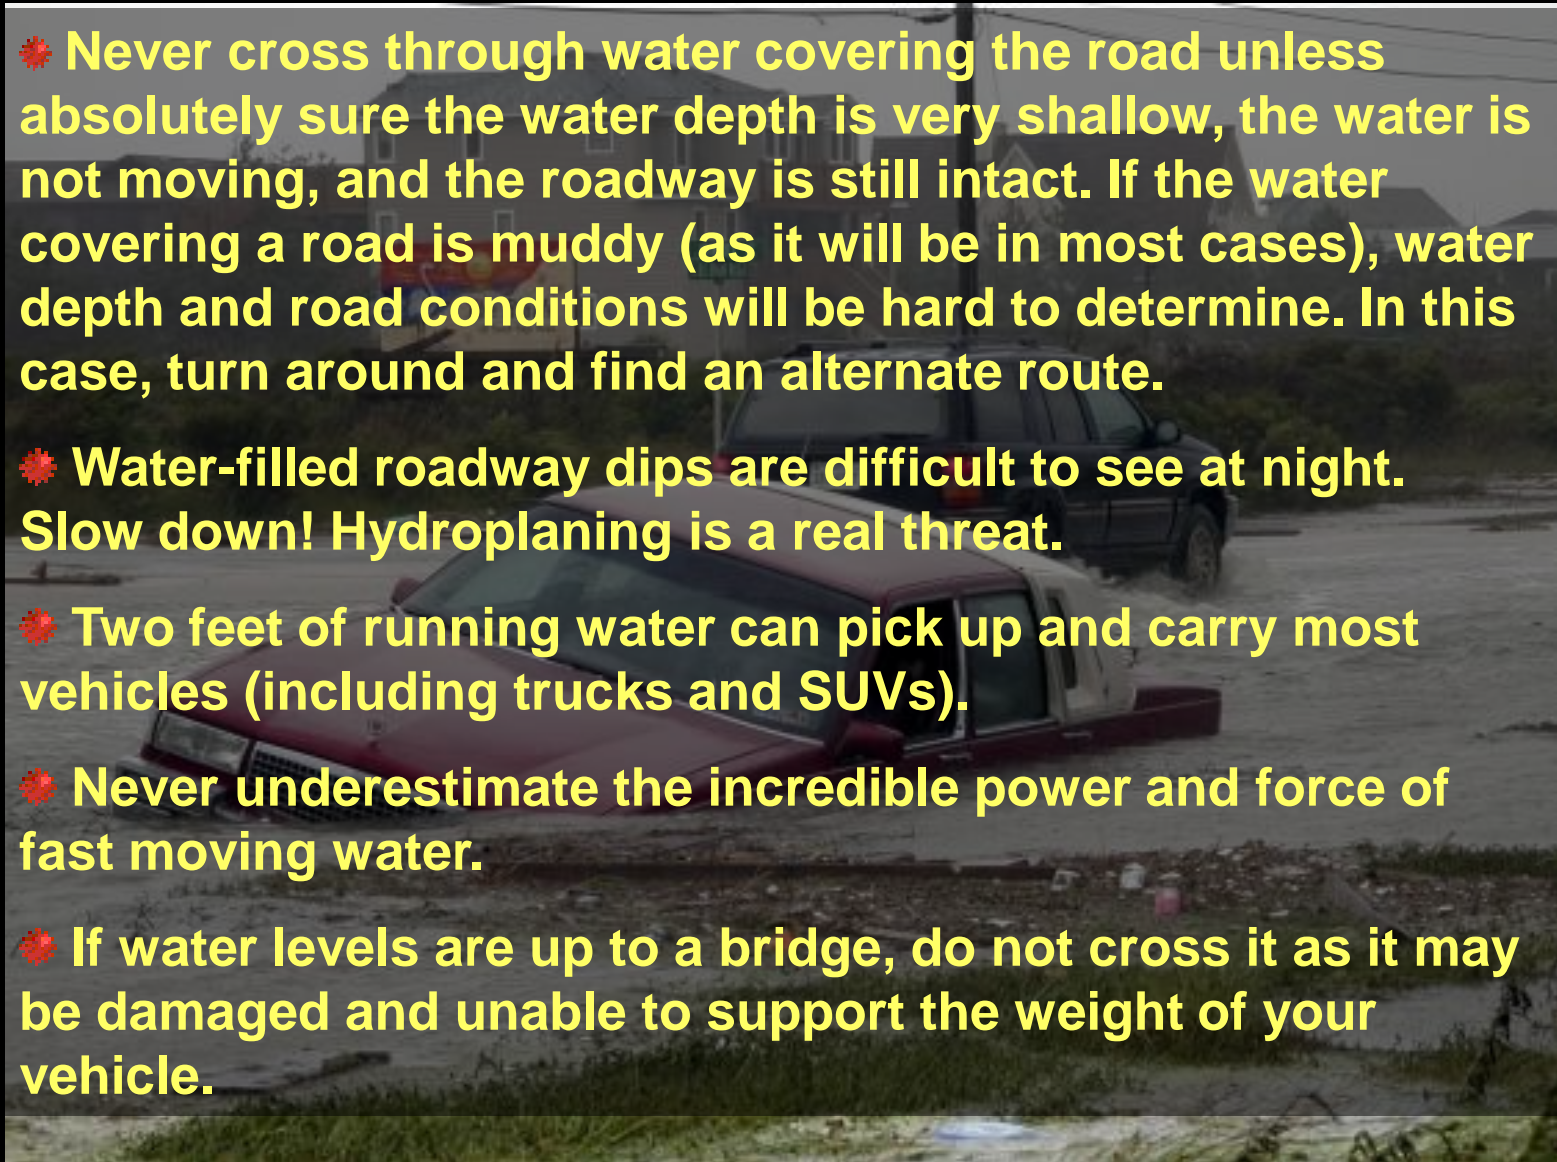 Never cross through water covering the road unless
absolutely sure the water depth is very shallow, the water is
not moving, and the roadway is still intact. If the water
covering a road is muddy (as it will be in most cases), water
depth and road conditions will be hard to determine. In this
case, turn around and find an alternate route.
Water-filled roadway dips are difficult to see at night.
Slow down! Hydroplaning is a real threat.
Two feet of running water can pick up and carry most
vehicles (including trucks and SUVs).
Never underestimate the incredible power and force of
fast moving water.
If water levels are up to a bridge, do not cross it as it may
be damaged and unable to support the weight of your
vehicle.